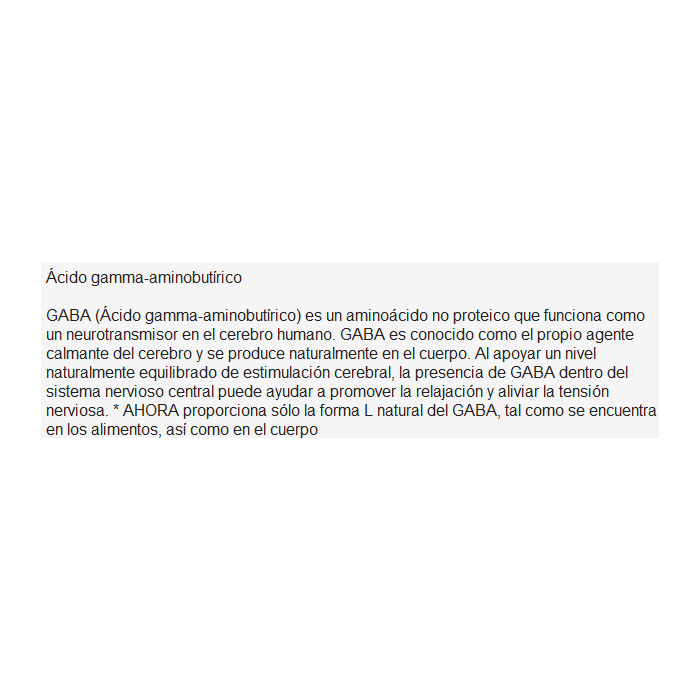 Ácido gamma-aminobutírico
GABA (Ácido gamma-aminobutírico) es un aminoácido no proteico que funciona como
un neurotransmisor en el cerebro humano. GABA es conocido como el propio agente
calmante del cerebro y se produce naturalmente en el cuerpo. Al apoyar un nivel
naturalmente equilibrado de estimulación cerebral, la presencia de GABA dentro del
sistema nervioso central puede ayudar a promover la relajación y aliviar la tensión
nerviosa. * AHORA proporciona sólo la forma L natural del GABA, tal como se encuentra
en los alimentos, así como en el cuerpo